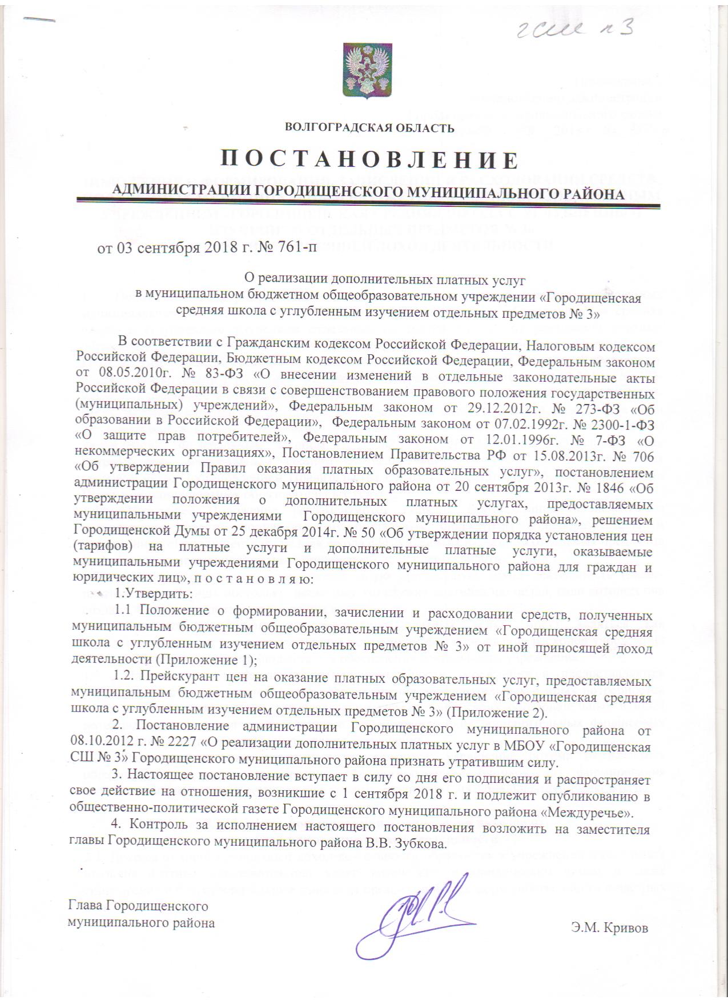 ВОЛГОГРАДСКАЯ ОБЛАСТЬ
П О С Т А Н О В Л Е Н И Е
АДМИНИСТРАЦИИ ГОРОДИЩЕНСКОГО МУНИЦИПАЛЬНОГО РАЙОНА
от 03 сентября 2018 г. № 761-п
О реализации дополнительных платных услуг
в муниципальном бюджетном общеобразовательном учреждении «Городищенская
средняя школа с углубленным изучением отдельных предметов № 3»
В соответствии с Гражданским кодексом Российской Федерации, Налоговым кодексом
Российской Федерации, Бюджетным кодексом Российской Федерации, Федеральным законом
от 08.05.2010г. № 83-ФЗ «О внесении изменений в отдельные законодательные акты
Российской Федерации в связи с совершенствованием правового положения государственных
(муниципальных) учреждений», Федеральным законом от 29.12.2012г. № 273-ФЗ «Об
образовании в Российской Федерации», Федеральным законом от 07.02.1992г. № 2300-1-ФЗ
«О защите прав потребителей», Федеральным законом от 12.01.1996г. № 7-ФЗ «О
некоммерческих организациях», Постановлением Правительства РФ от 15.08.2013г. № 706
«Об утверждении Правил оказания платных образовательных услуг», постановлением
администрации Городищенского муниципального района от 20 сентября 2013г. № 1846 «Об
утверждении положения о дополнительных платных услугах, предоставляемых
муниципальными учреждениями Городищенского муниципального района», решением
Городищенской Думы от 25 декабря 2014г. № 50 «Об утверждении порядка установления цен
(тарифов) на платные услуги и дополнительные платные услуги, оказываемые
муниципальными учреждениями Городищенского муниципального района для граждан и
юридических лиц», п о с т а н о в л я ю:
1.Утвердить:
1.1 Положение о формировании, зачислении и расходовании средств, полученных
муниципальным бюджетным общеобразовательным учреждением «Городищенская средняя
школа с углубленным изучением отдельных предметов № 3» от иной приносящей доход
деятельности (Приложение 1);
1.2. Прейскурант цен на оказание платных образовательных услуг, предоставляемых
муниципальным бюджетным общеобразовательным учреждением «Городищенская средняя
школа с углубленным изучением отдельных предметов № 3» (Приложение 2).
2. Постановление администрации Городищенского муниципального района от
08.10.2012 г. № 2227 «О реализации дополнительных платных услуг в МБОУ «Городищенская
СШ № 3» Городищенского муниципального района признать утратившим силу.
3. Настоящее постановление вступает в силу со дня его подписания и распространяет
свое действие на отношения, возникшие с 1 сентября 2018 г. и подлежит опубликованию в
общественно-политической газете Городищенского муниципального района «Междуречье».
4. Контроль за исполнением настоящего постановления возложить на заместителя
главы Городищенского муниципального района В.В. Зубкова.
Глава Городищенского
муниципального района
Э.М. Кривов